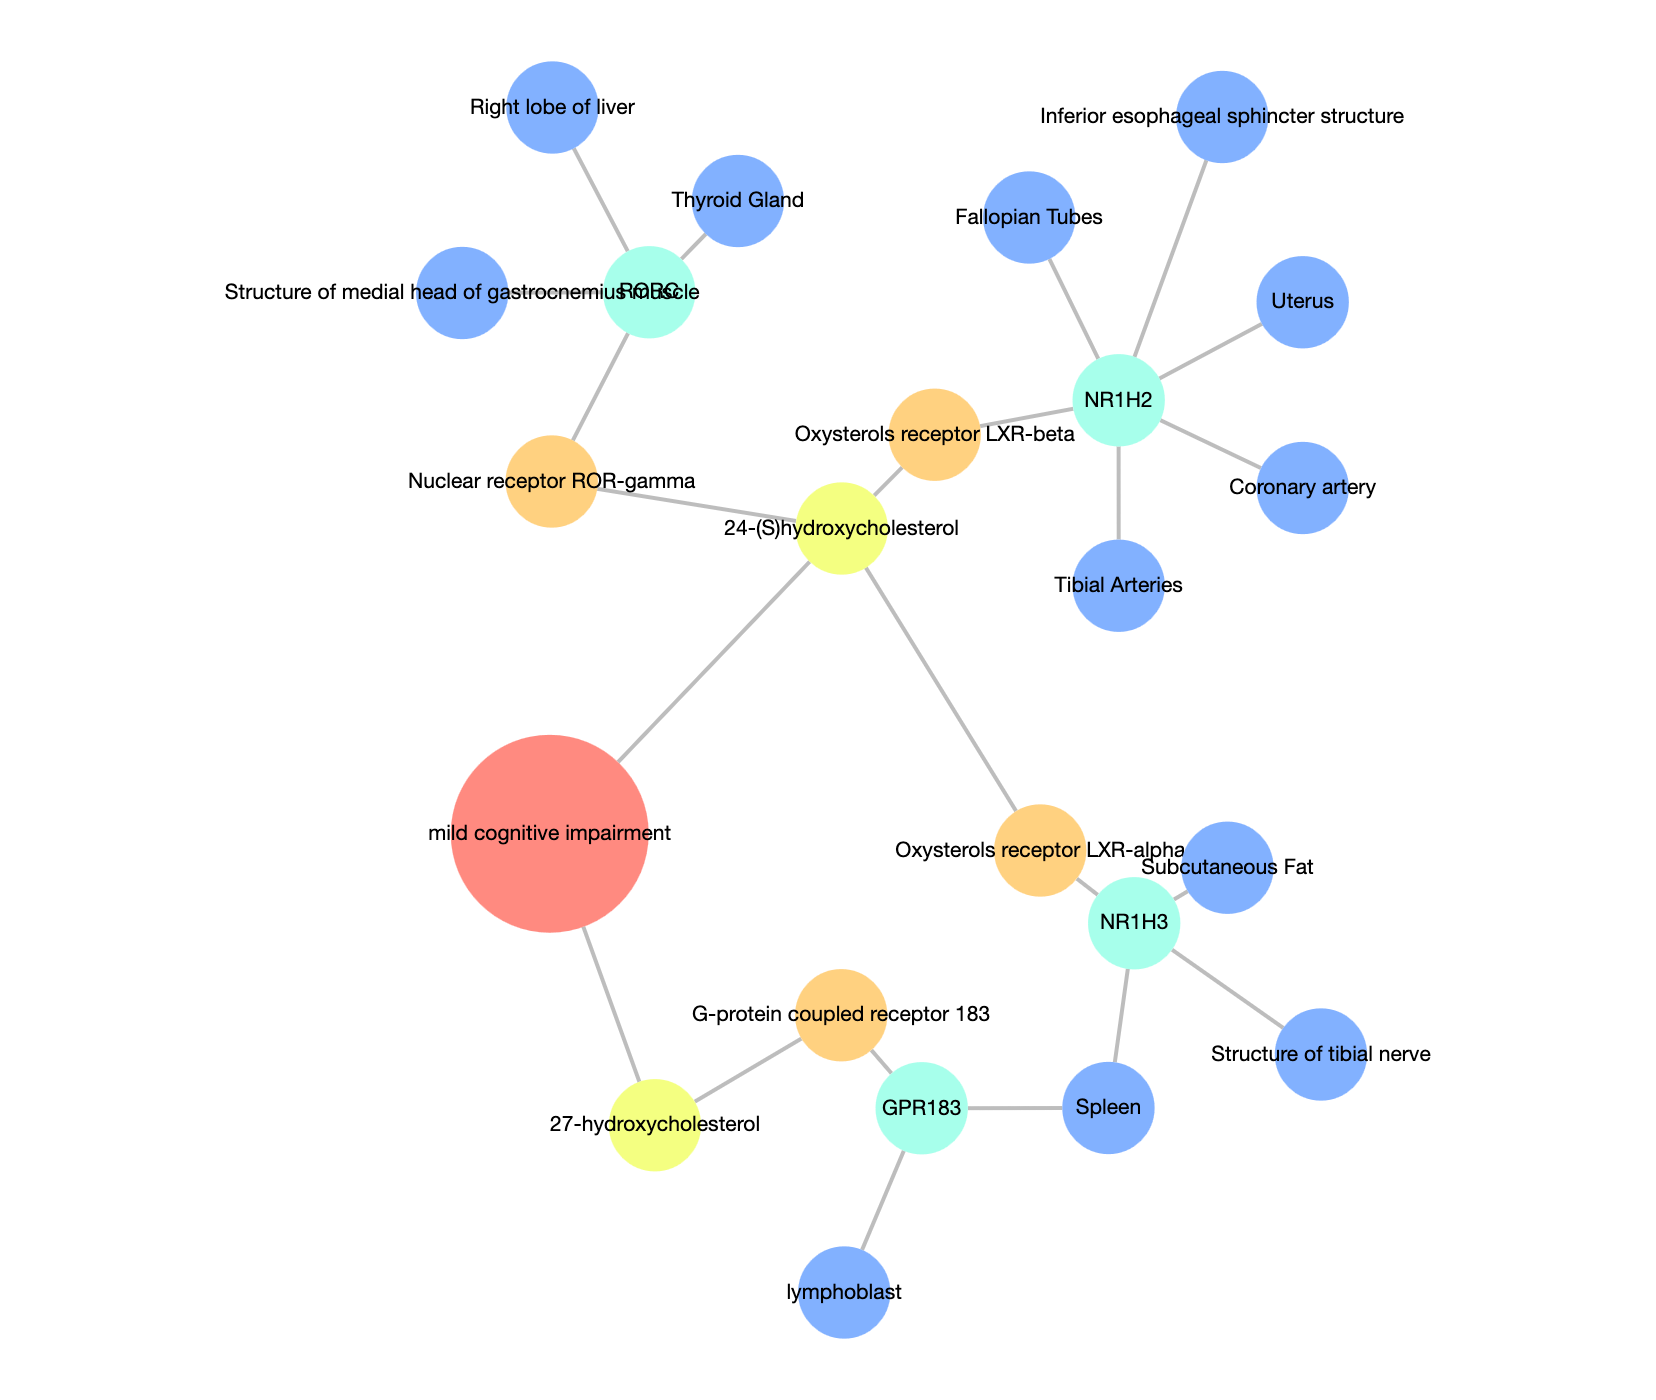 Right lobe of liver
Inferior esophageal sphincter structure
Thyroid Gland
Fallopian Tubes
Structure of medial head of gastrocnemius muscle
RORC
Uterus
NR1H2
Oxysterols receptor LXR-beta
Nuclear receptor ROR-gamma
Coronary artery
24-(S)hydroxycholesterol
Tibial Arteries
mild cognitive impairment
Oxysterols receptor LXR-alpha
Subcutaneous Fat
NR1H3
G-protein coupled receptor 183
Structure of tibial nerve
GPR183
Spleen
27-hydroxycholesterol
lymphoblast